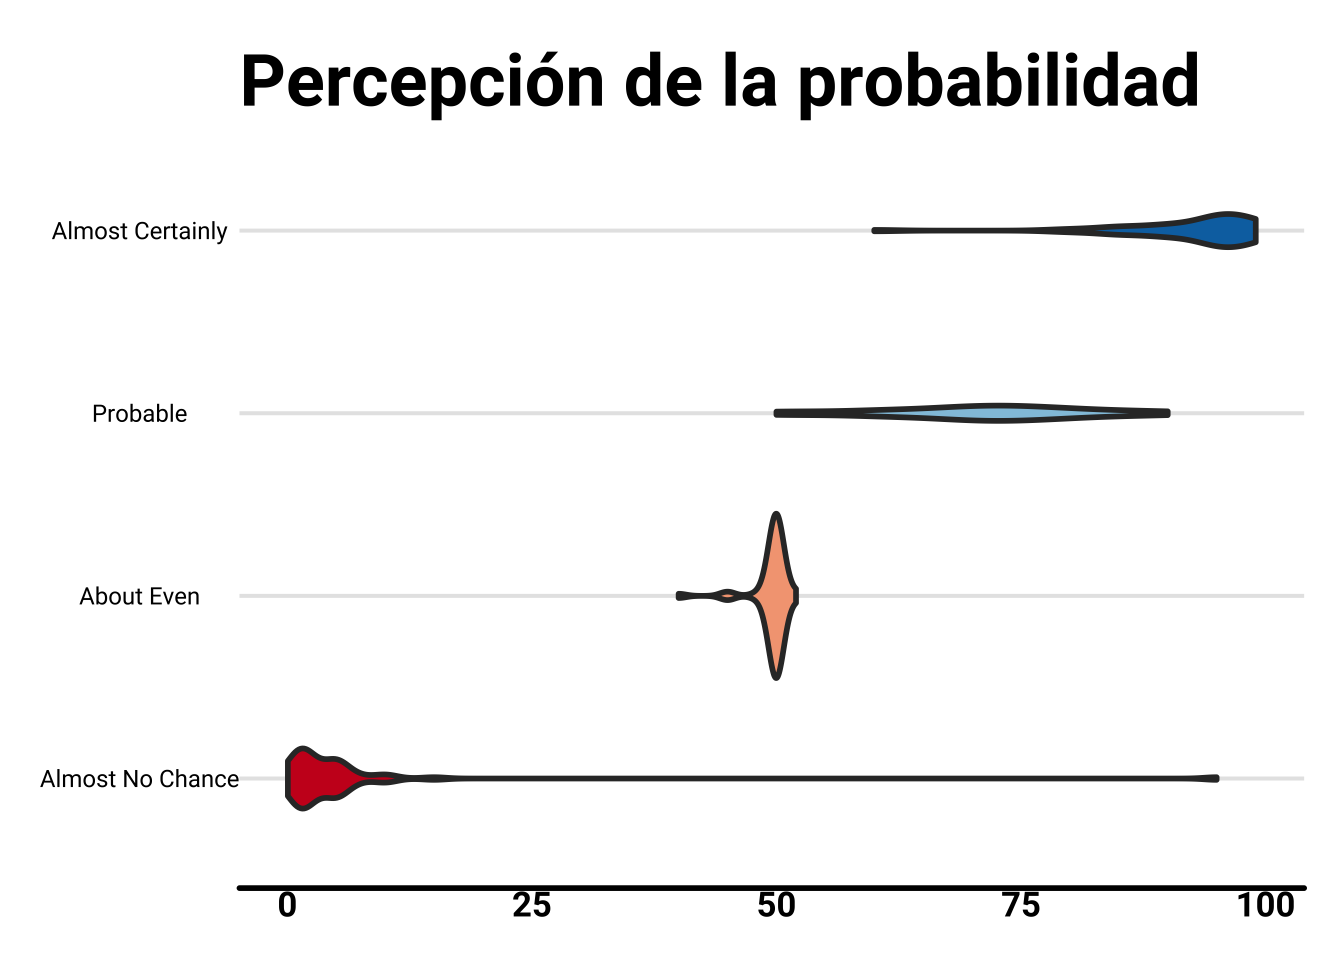 Percepción de la probabilidad
Almost Certainly
Probable
About Even
Almost No Chance
0 25 50 75 100